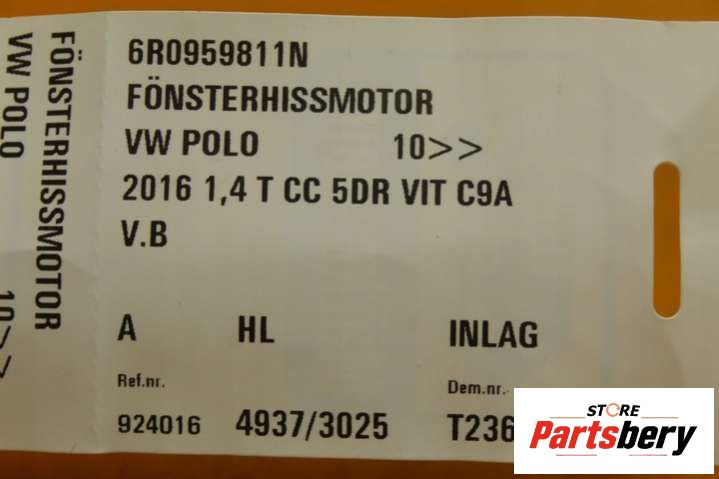 FÖNSTERHISSMOTOR
VW POLO 10>>
6R0959811N
FÖNSTERHISSMOTOR
VW POLO 10>>
2016 1,4 T CC 5DR VIT C9A
V.B
A HL INLAG
Ref.nr. Dem.nr.
924016 4937/3025 T236
STORE
Partsbery